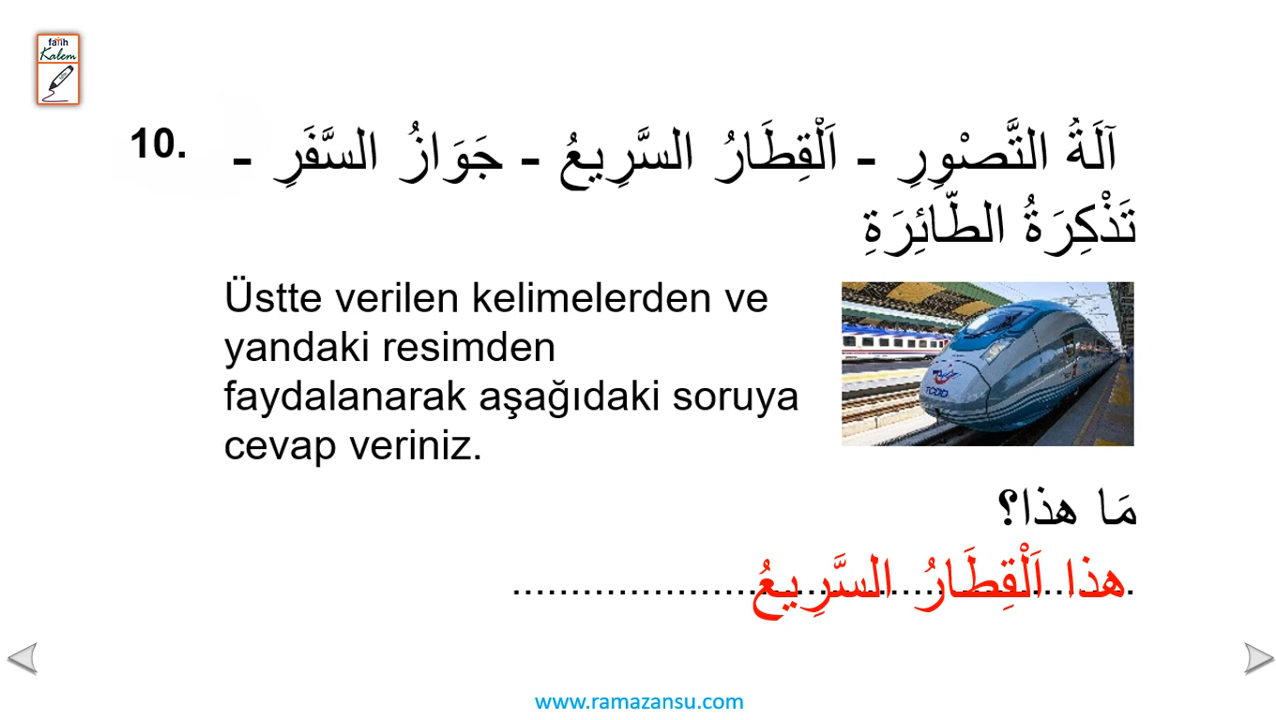 fatih
Kalem
10. آلَةُ التَّصْوِرِ - اَلْقِطَارُ السَّرِيعُ - جَوَازُ السَّفَرِ -
تَذْكِرَةُ الطّائِرَةِ
Üstte verilen kelimelerden ve
yandaki resimden
faydalanarak aşağıdaki soruya
cevap veriniz.
TCDD
مَا هذا؟
هذا اَلْقِطَارُ السَّرِيعُ
www.ramazansu.com